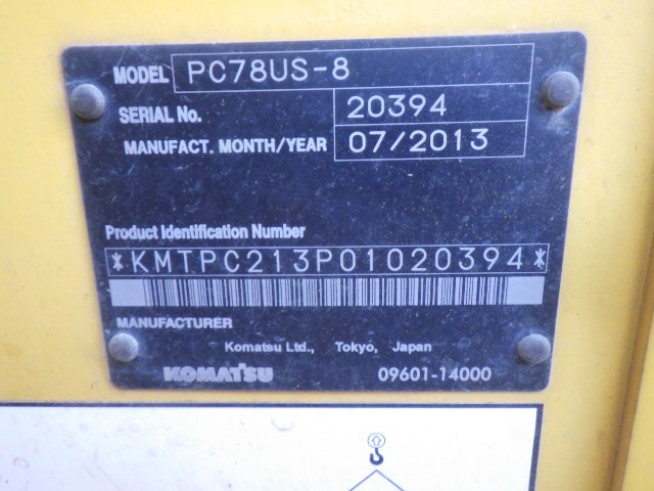 MODEL PC78US-8
SERIAL No. 20394
MANUFACT. MONTH/YEAR 07/2013
Product Identification Number
*KMTPC213P01020394*
MANUFACTURER
Komatsu Ltd., Tokyo, Japan
KOMATSU 09601-14000